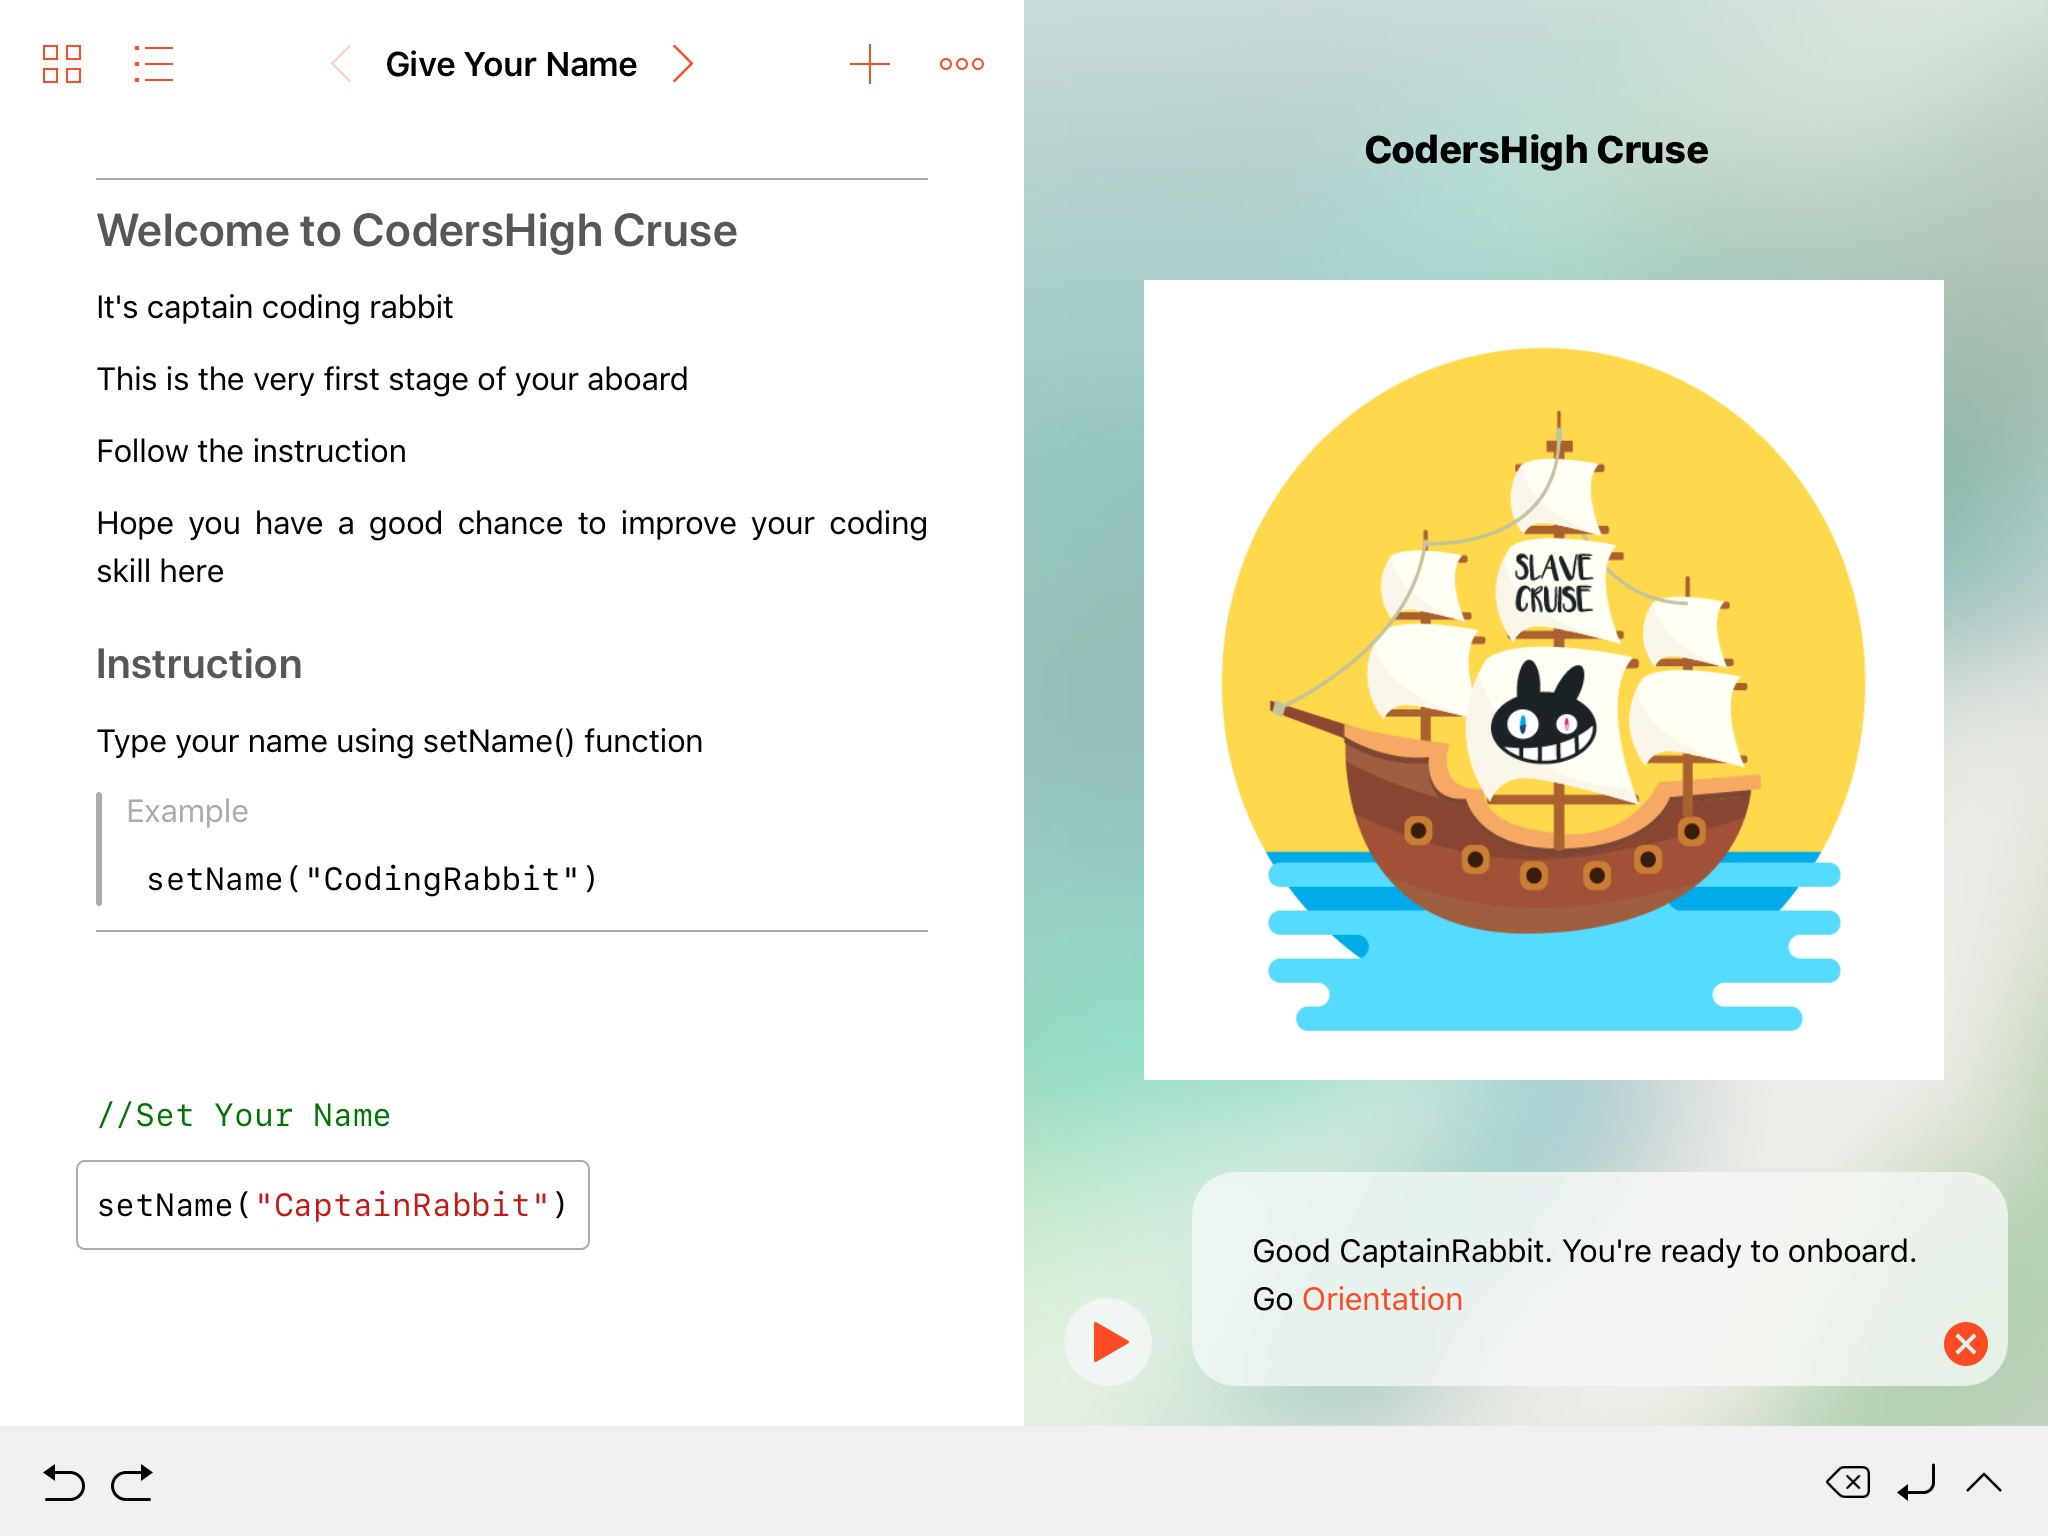 Give Your Name
Welcome to CodersHigh Cruse
It's captain coding rabbit
This is the very first stage of your aboard
Follow the instruction
Hope you have a good chance to improve your coding
skill here
Instruction
Type your name using setName() function
Example
setName("CodingRabbit")
//Set Your Name
setName("CaptainRabbit")
CodersHigh Cruse
SLAVE
CRUISE
Good CaptainRabbit. You're ready to onboard.
Go Orientation